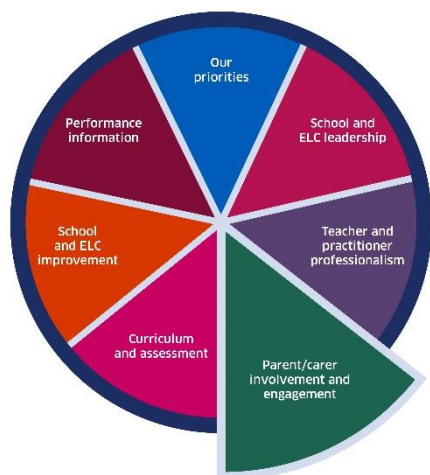 Our
priorities
School and
ELC leadership
Teacher and
practitioner
professionalism
Parent/carer
involvement and
engagement
Curriculum
and assessment
School
and ELC
improvement
Performance
information